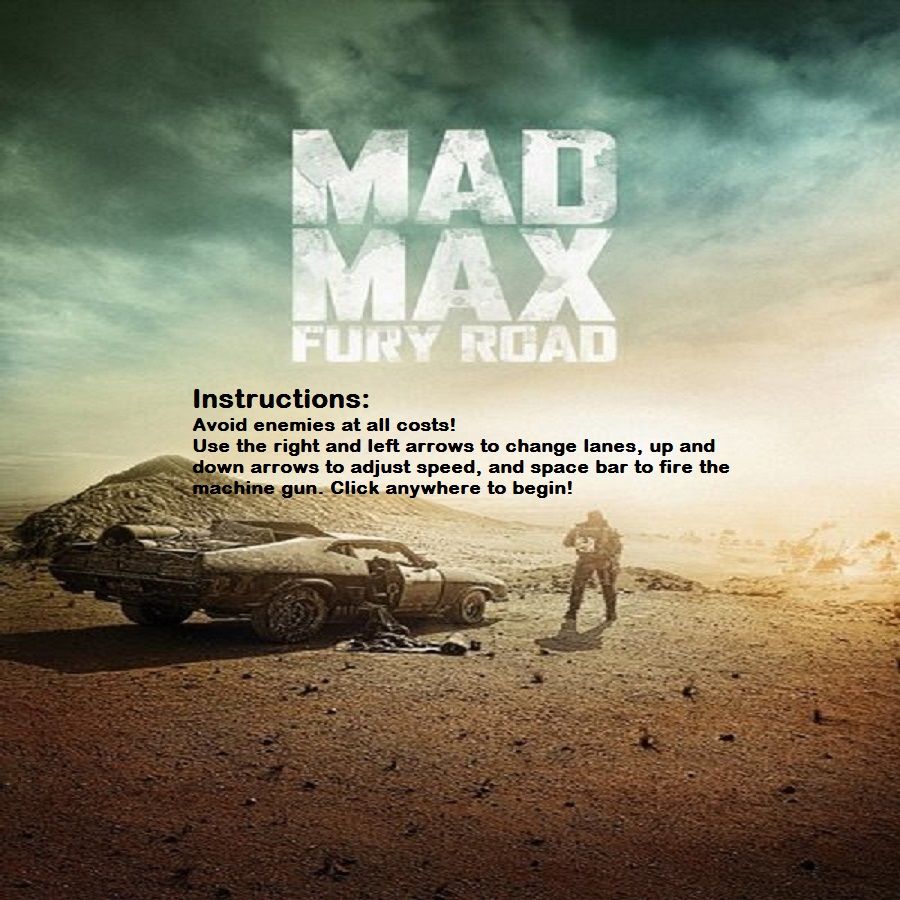 MAD
MAX
FURY ROAD
Instructions:
Avoid enemies at all costs!
Use the right and left arrows to change lanes, up and
down arrows to adjust speed, and space bar to fire the
machine gun. Click anywhere to begin!